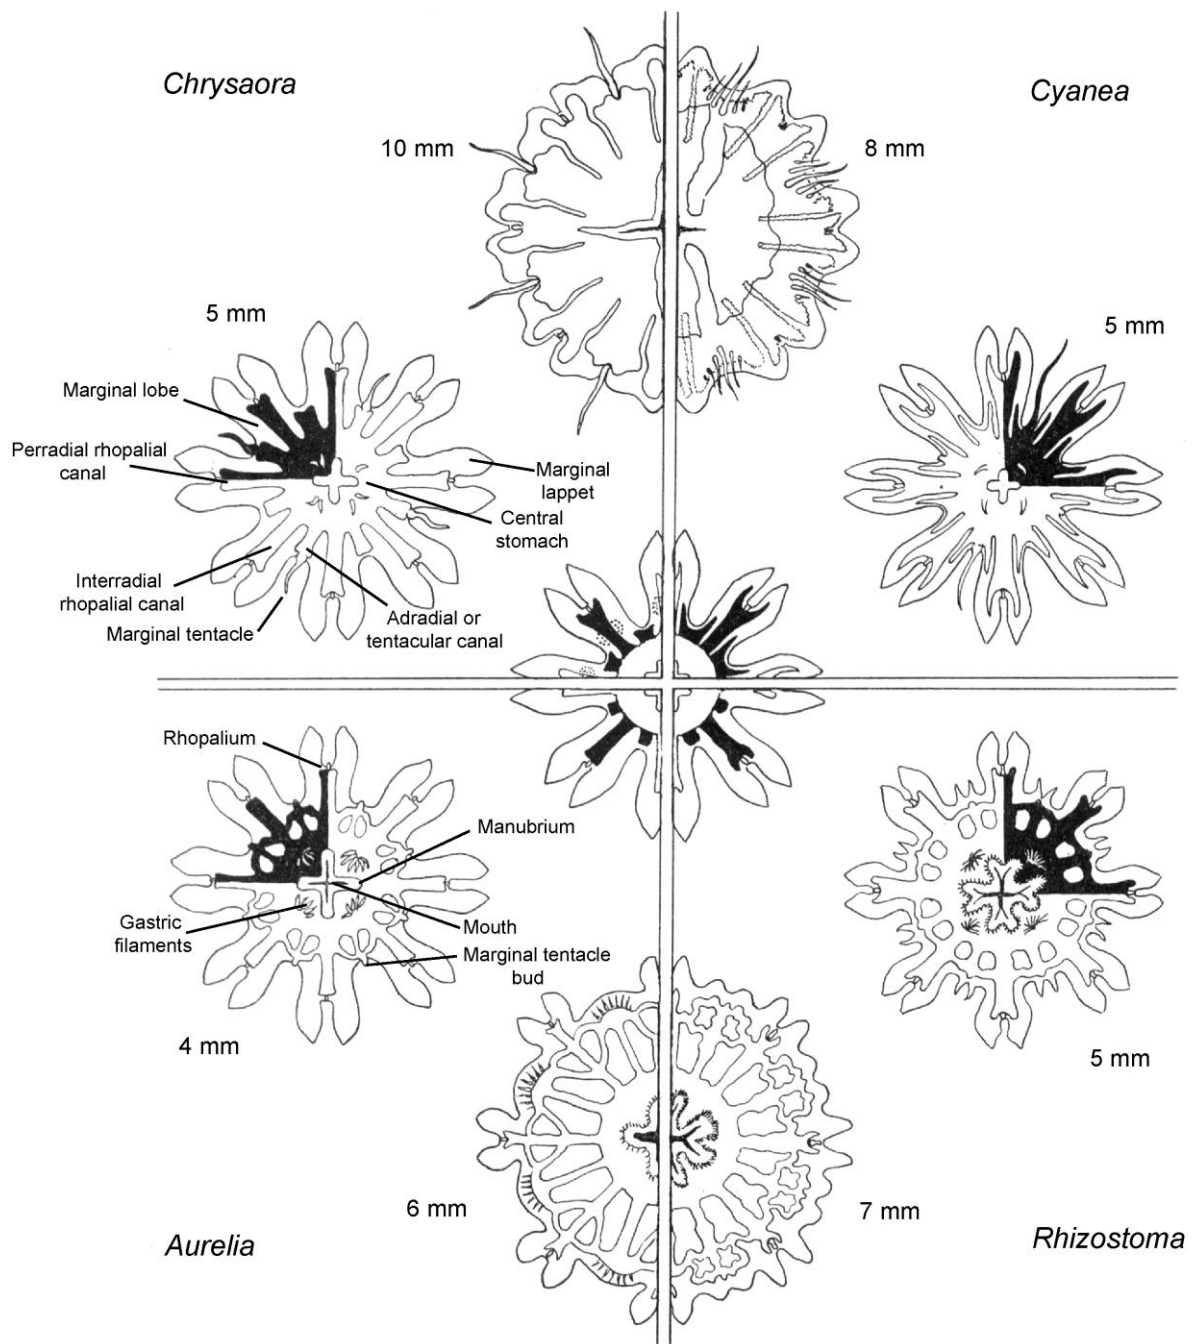 Chrysaora
Cyanea
10 mm
8 mm
5 mm
5 mm
Marginal lobe
Perradial rhopalial
canal
Marginal
lappet
Central
stomach
Interradial
rhopalial canal
Marginal tentacle
Adradial or
tentacular canal
Rhopalium
Manubrium
Gastric
filaments
Mouth
Marginal tentacle
bud
4 mm
5 mm
6 mm
7 mm
Aurelia
Rhizostoma